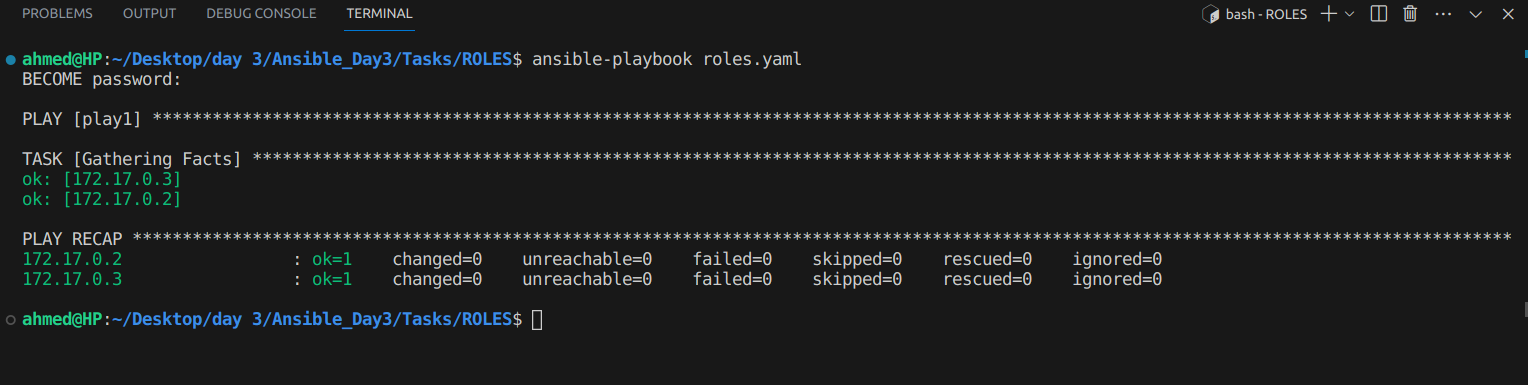 PROBLEMS OUTPUT DEBUG CONSOLE TERMINAL bash - ROLES
ahmed@HP:~/Desktop/day 3/Ansible_Day3/Tasks/ROLES$ ansible-playbook roles.yaml
BECOME password:
PLAY [play1] ****************************************************************************************************************************************
TASK [Gathering Facts] ******************************************************************************************************************************
ok: [172.17.0.3]
ok: [172.17.0.2]
PLAY RECAP ******************************************************************************************************************************************
172.17.0.2 : ok=1 changed=0 unreachable=0 failed=0 skipped=0 rescued=0 ignored=0
172.17.0.3 : ok=1 changed=0 unreachable=0 failed=0 skipped=0 rescued=0 ignored=0
ahmed@HP:~/Desktop/day 3/Ansible_Day3/Tasks/ROLES$